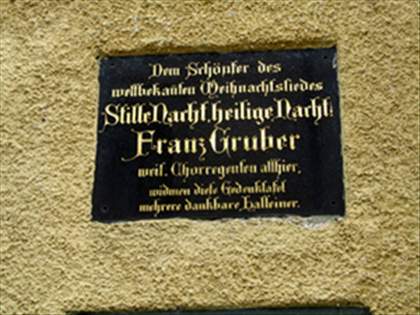 Dem Schöpfer des
weltbekanten Weihnachtsliedes
Stille Nacht, heilige Nacht!
Franz Gruber
weil. Chorregenten allhier,
widmen diese Gedenktafel
mehrere dankbare Halleiner.